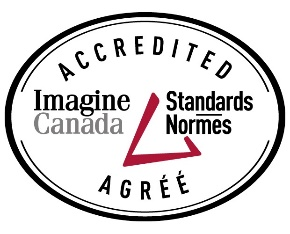 ACCREDITED
Imagine
Canada
Standards
Normes
AGRÉÉ